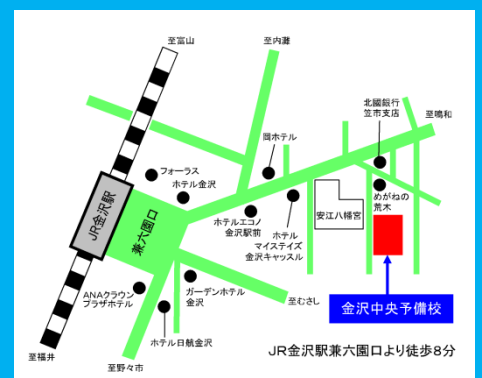 至富山
至内灘
北國銀行
笠市支店
至鳴和
岡ホテル
フォーラス
ホテル金沢
めがねの
荒木
安江八幡宮
JR金沢駅
兼六園口
ホテルエコノ
金沢駅前
ホテル
マイステイズ
金沢キャッスル
ANAクラウン
プラザホテル
ガーデンホテル
金沢
至むさし
金沢中央予備校
ホテル日航金沢
至福井
至野々市
JR金沢駅兼六園口より徒歩8分